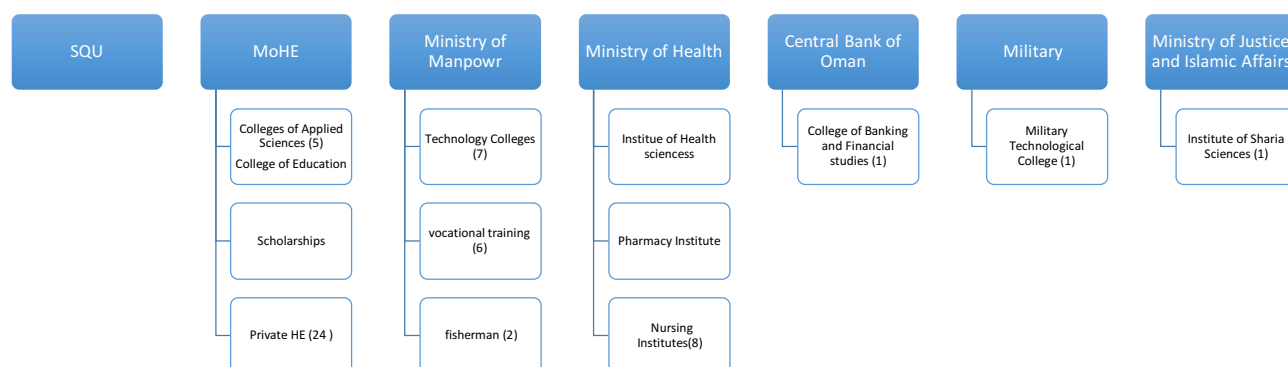 SQU
MoHE
Colleges of Applied
Sciences (5)
College of Education
Scholarships
Private HE (24 )
Ministry of
Manpowr
Technology Colleges
(7)
vocational training
(6)
fisherman (2)
Ministry of Health
Institue of Health
sciencess
Pharmacy Institute
Nursing
Institutes(8)
Central Bank of
Oman
College of Banking
and Financial
studies (1)
Military
Military
Technological
College (1)
Ministry of Justice
and Islamic Affairs
Institute of Sharia
Sciences (1)